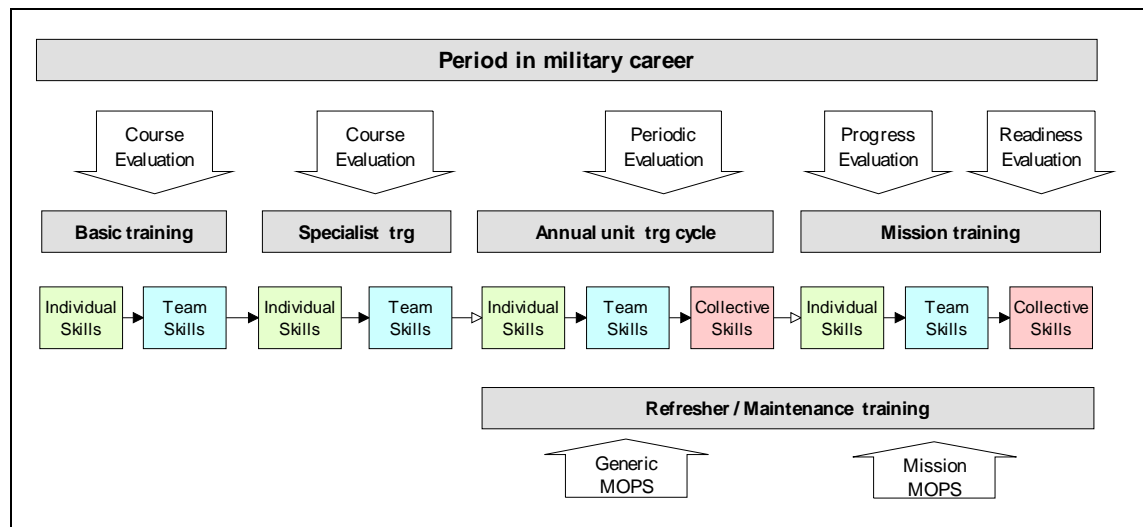 Period in military career
Course
Evaluation
Course
Evaluation
Periodic
Evaluation
Progress
Evaluation
Readiness
Evaluation
Basic training
Specialist trg
Annual unit trg cycle
Mission training
Individual
Skills
Team
Skills
Individual
Skills
Team
Skills
Individual
Skills
Team
Skills
Collective
Skills
Individual
Skills
Team
Skills
Collective
Skills
Refresher / Maintenance training
Generic
MOPS
Mission
MOPS